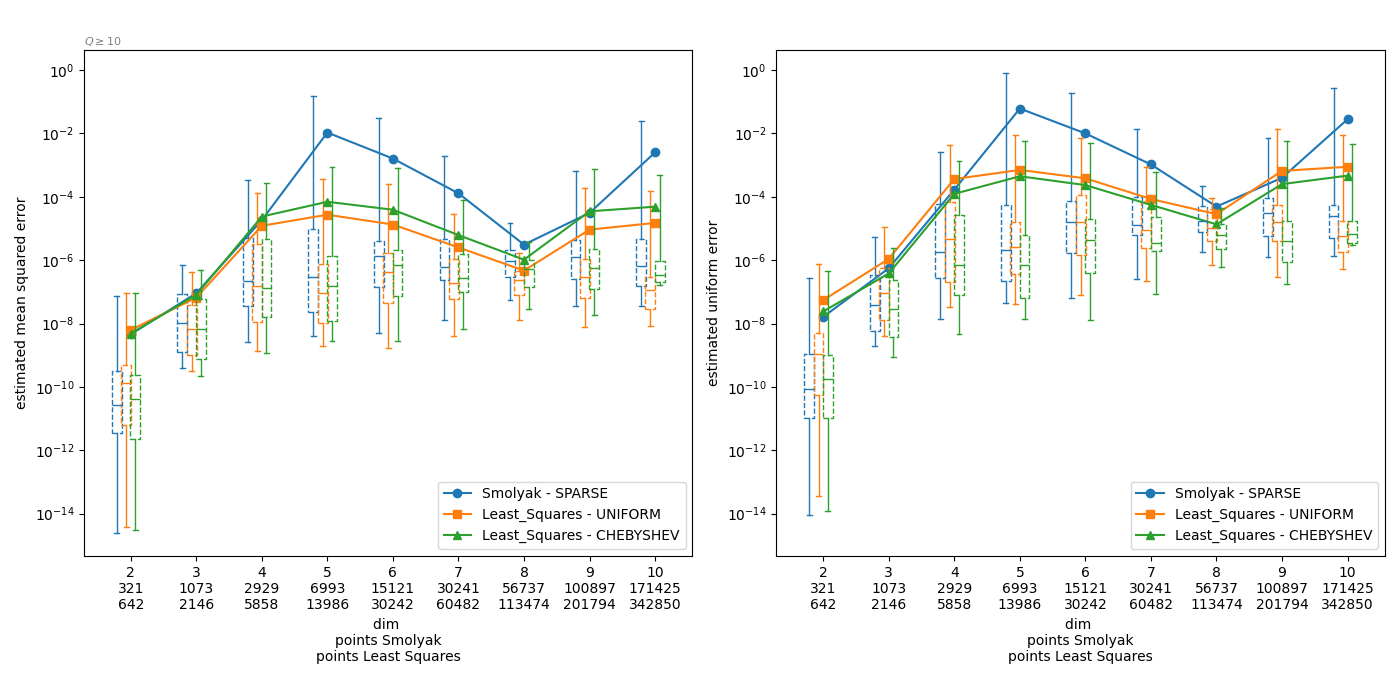 Q ≥ 10
estimated mean squared error
10⁰
10⁻²
10⁻⁴
10⁻⁶
10⁻⁸
10⁻¹⁰
10⁻¹²
10⁻¹⁴
Smolyak - SPARSE
Least_Squares - UNIFORM
Least_Squares - CHEBYSHEV
2 3 4 5 6 7 8 9 10
321 1073 2929 6993 15121 30241 56737 100897 171425
642 2146 5858 13986 30242 60482 113474 201794 342850
dim
points Smolyak
points Least Squares
estimated uniform error
10⁰
10⁻²
10⁻⁴
10⁻⁶
10⁻⁸
10⁻¹⁰
10⁻¹²
10⁻¹⁴
Smolyak - SPARSE
Least_Squares - UNIFORM
Least_Squares - CHEBYSHEV
2 3 4 5 6 7 8 9 10
321 1073 2929 6993 15121 30241 56737 100897 171425
642 2146 5858 13986 30242 60482 113474 201794 342850
dim
points Smolyak
points Least Squares